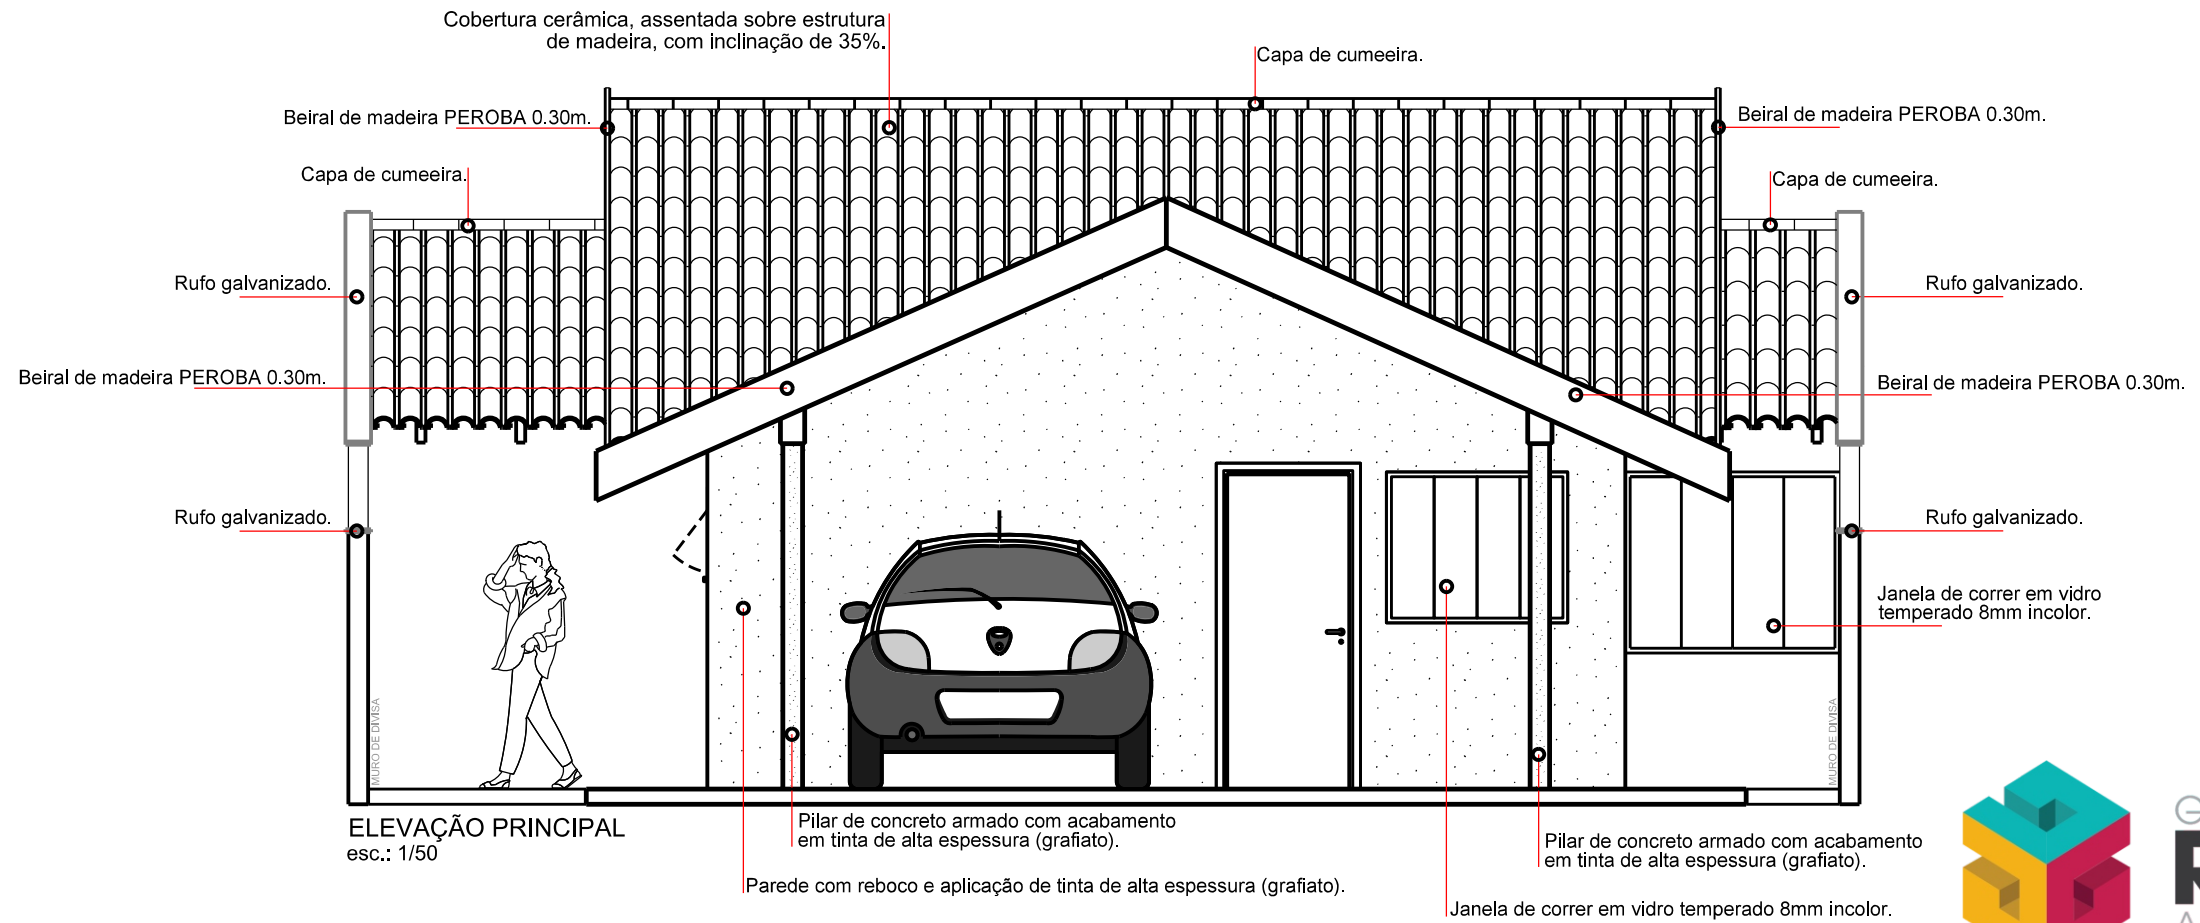 Cobertura cerâmica, assentada sobre estrutura
de madeira, com inclinação de 35%.
Capa de cumeeira.
Beiral de madeira PEROBA 0.30m.
Beiral de madeira PEROBA 0.30m.
Capa de cumeeira.
Capa de cumeeira.
Rufo galvanizado.
Rufo galvanizado.
Beiral de madeira PEROBA 0.30m.
Beiral de madeira PEROBA 0.30m.
Rufo galvanizado.
Rufo galvanizado.
Janela de correr em vidro
temperado 8mm incolor.
MURO DE DIVISA
MURO DE DIVISA
ELEVAÇÃO PRINCIPAL
esc.: 1/50
Pilar de concreto armado com acabamento
em tinta de alta espessura (grafiato).
Pilar de concreto armado com acabamento
em tinta de alta espessura (grafiato).
Parede com reboco e aplicação de tinta de alta espessura (grafiato).
Janela de correr em vidro temperado 8mm incolor.